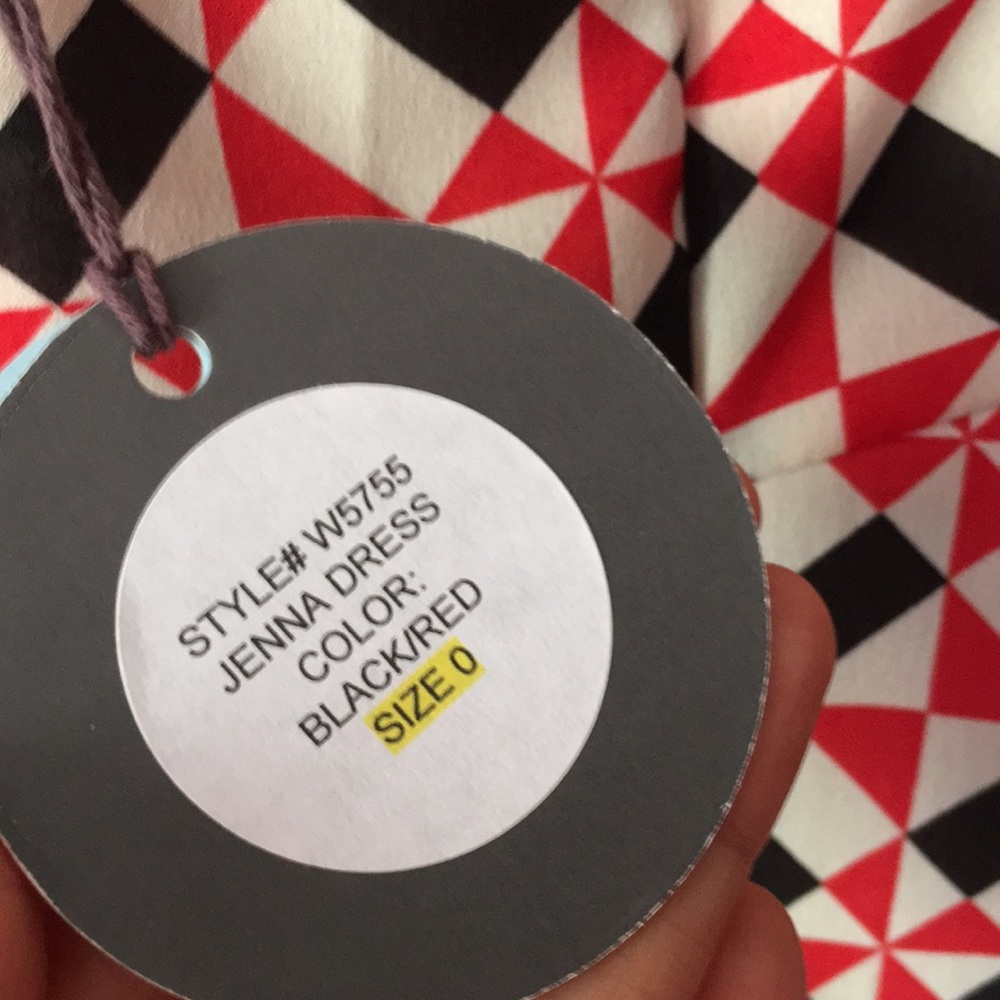 STYLE# W5755
JENNA DRESS
COLOR:
BLACK/RED
SIZE 0